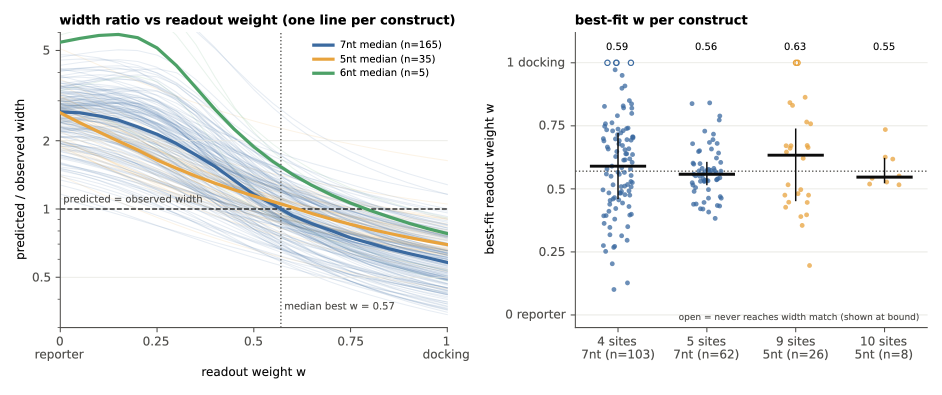 width ratio vs readout weight (one line per construct)
predicted / observed width
5
2
1
0.5
7nt median (n=165)
5nt median (n=35)
6nt median (n=5)
predicted = observed width
median best w = 0.57
0
reporter
0.25
0.5
0.75
1
docking
readout weight w
best-fit w per construct
best-fit readout weight w
1 docking
0.75
0.5
0.25
0 reporter
0.59
0.56
0.63
0.55
open = never reaches width match (shown at bound)
4 sites
7nt (n=103)
5 sites
7nt (n=62)
9 sites
5nt (n=26)
10 sites
5nt (n=8)